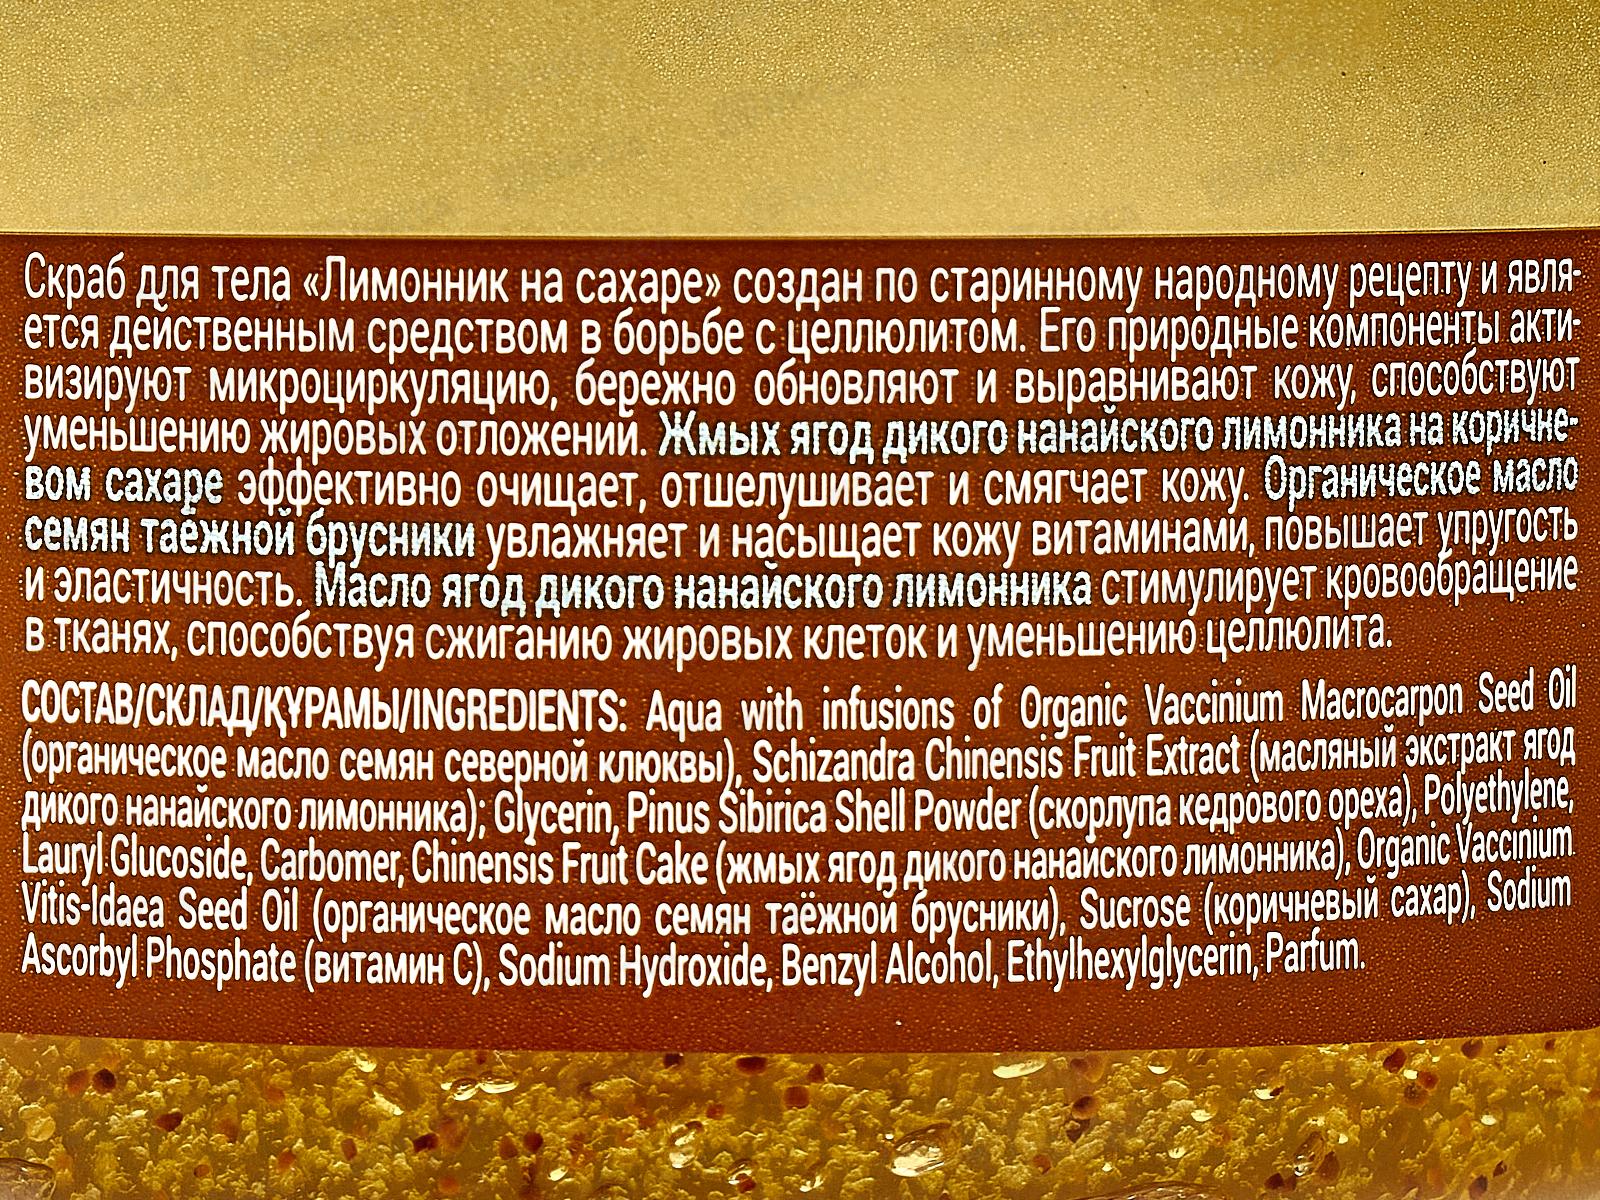 Скраб для тела «Лимонник на сахаре» создан по старинному народному рецепту и явля-
ется действенным средством в борьбе с целлюлитом. Его природные компоненты акти-
визируют микроциркуляцию, бережно обновляют и выравнивают кожу, способствуют
уменьшению жировых отложений. Жмых ягод дикого нанайского лимонника на коричне-
вом сахаре эффективно очищает, отшелушивает и смягчает кожу. Органическое масло
семян таёжной брусники увлажняет и насыщает кожу витаминами, повышает упругость
и эластичность. Масло ягод дикого нанайского лимонника стимулирует кровообращение
в тканях, способствуя сжиганию жировых клеток и уменьшению целлюлита.
СОСТАВ/СКЛАД/ҚҰРАМЫ/INGREDIENTS: Aqua with infusions of Organic Vaccinium Macrocarpon Seed Oil
(органическое масло семян северной клюквы), Schizandra Chinensis Fruit Extract (масляный экстракт ягод
дикого нанайского лимонника); Glycerin, Pinus Sibirica Shell Powder (скорлупа кедрового ореха), Polyethylene,
Lauryl Glucoside, Carbomer, Chinensis Fruit Cake (жмых ягод дикого нанайского лимонника), Organic Vaccinium
Vitis-Idaea Seed Oil (органическое масло семян таёжной брусники), Sucrose (коричневый сахар), Sodium
Ascorbyl Phosphate (витамин С), Sodium Hydroxide, Benzyl Alcohol, Ethylhexylglycerin, Parfum.